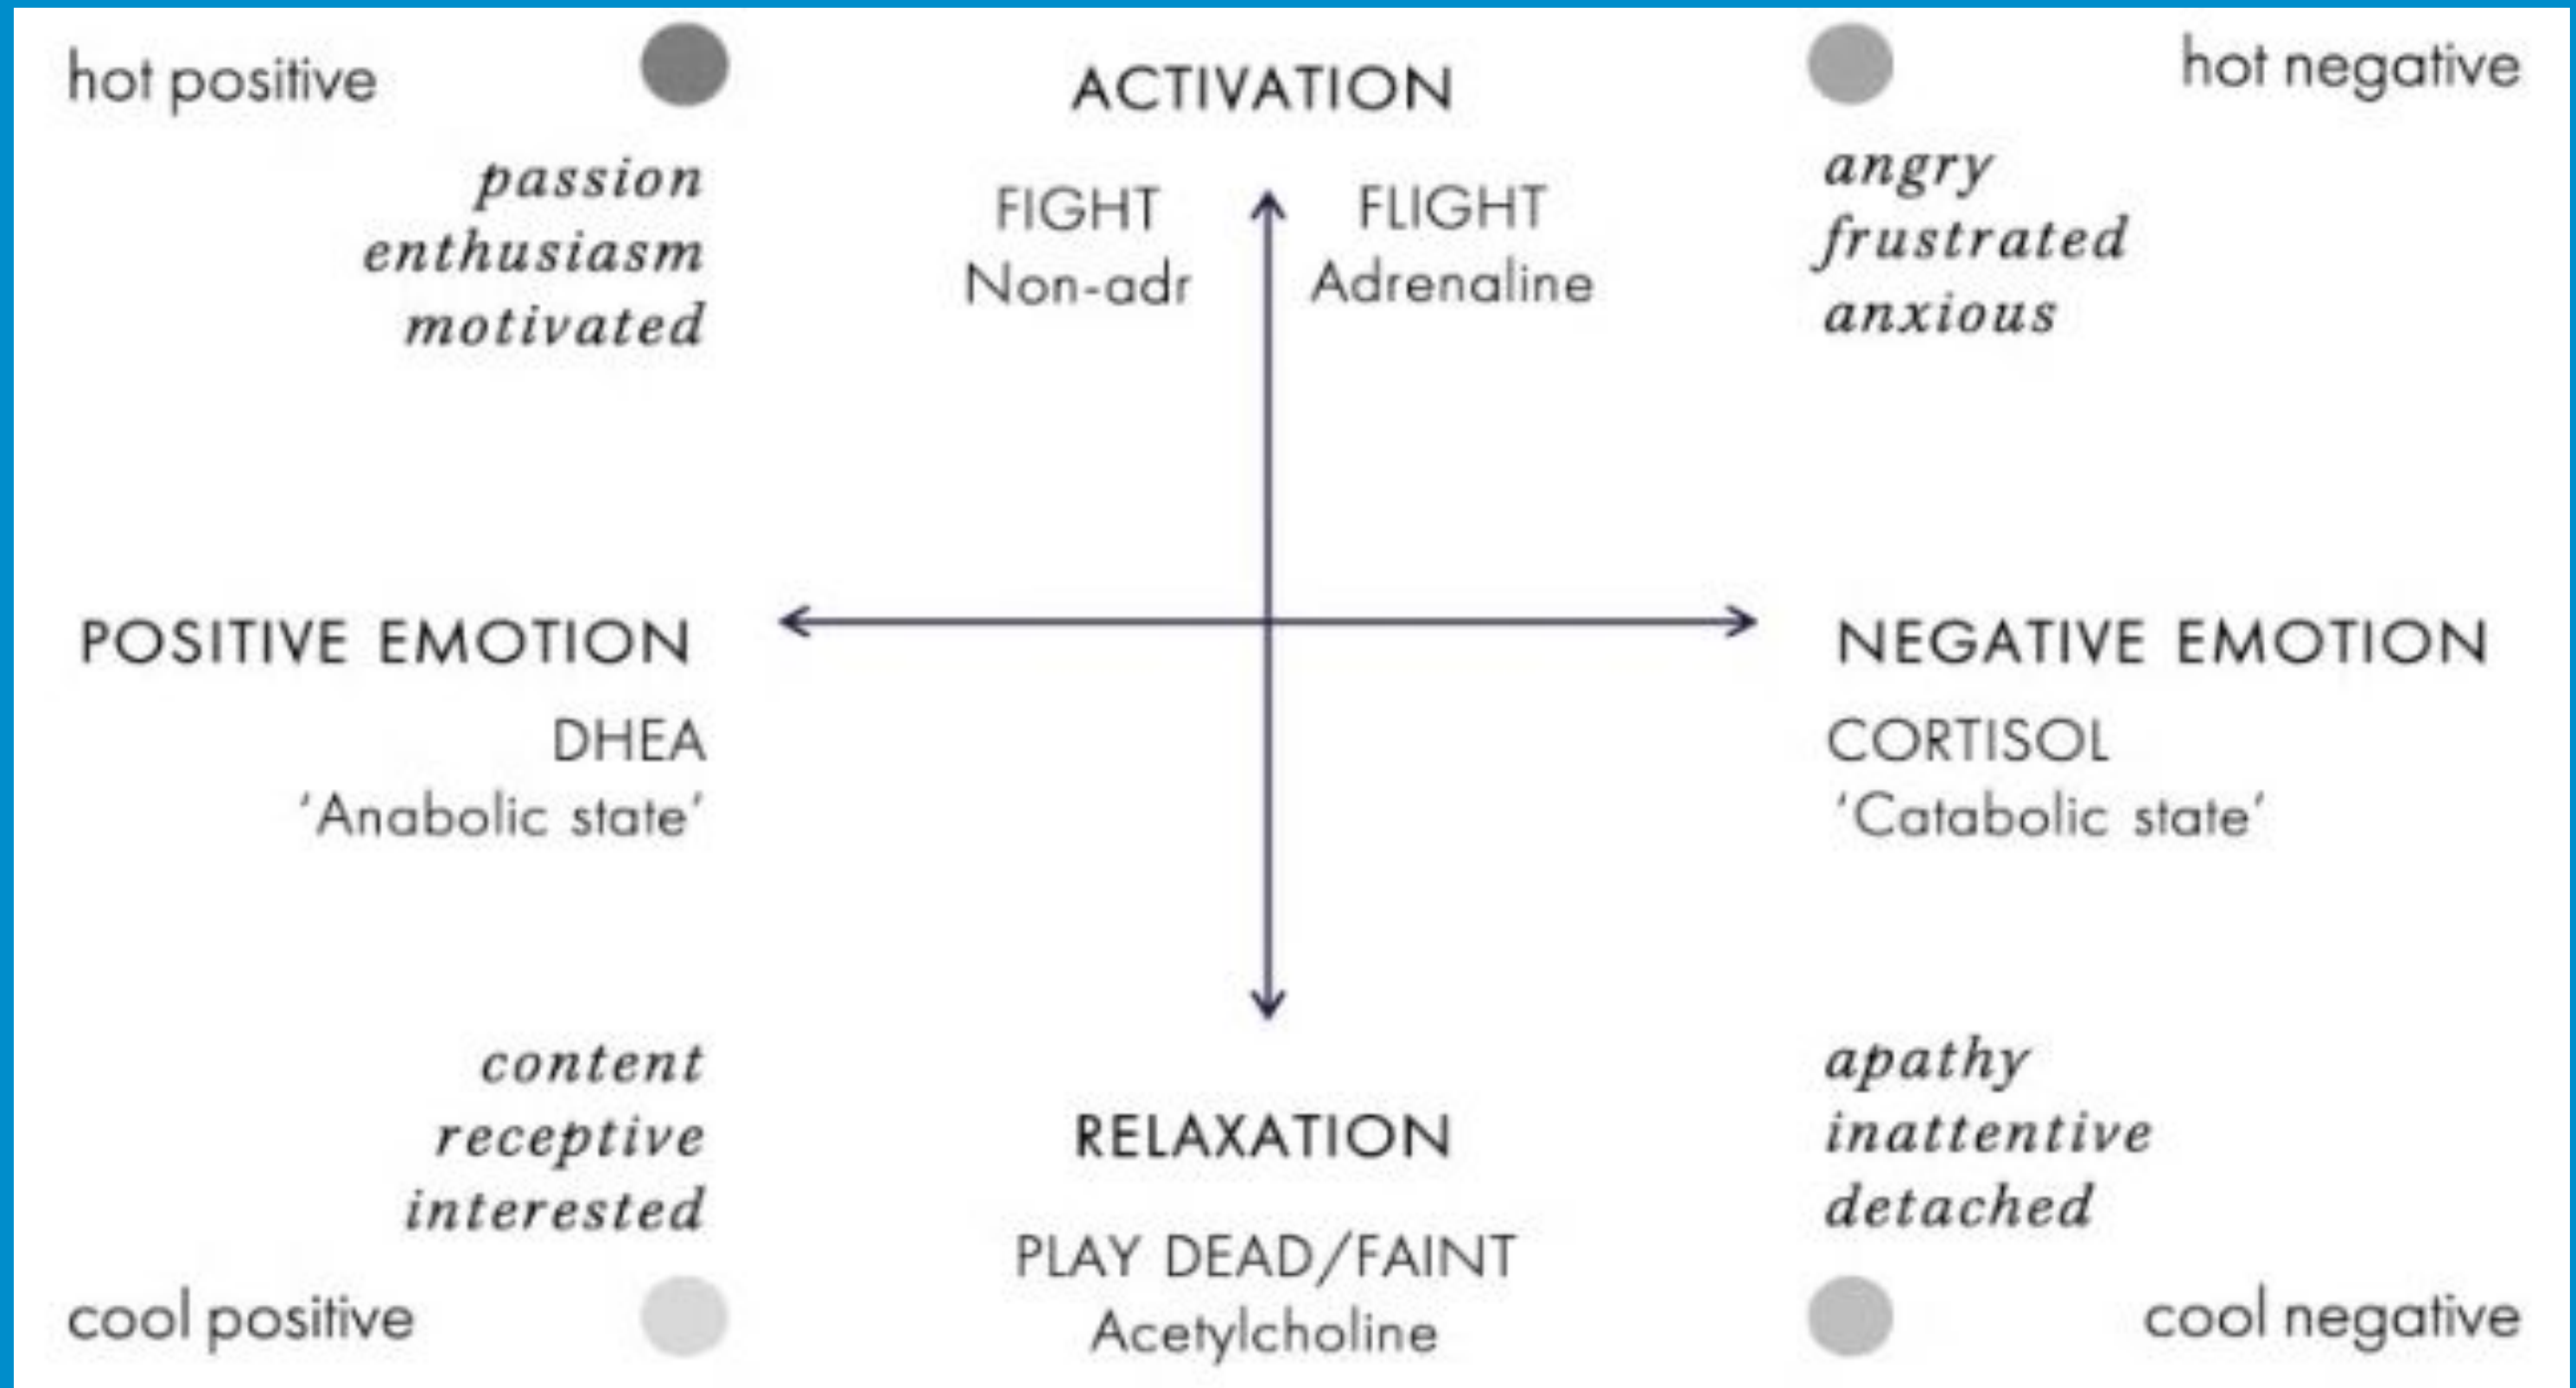 hot positive
passion
enthusiasm
motivated
ACTIVATION
FIGHT
Non-adr
FLIGHT
Adrenaline
hot negative
angry
frustrated
anxious
POSITIVE EMOTION
DHEA
‘Anabolic state’
NEGATIVE EMOTION
CORTISOL
‘Catabolic state’
content
receptive
interested
cool positive
RELAXATION
PLAY DEAD/FAINT
Acetylcholine
apathy
inattentive
detached
cool negative